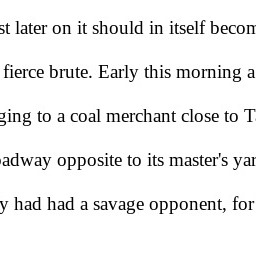 st later on it should in itself becom
fierce brute. Early this morning a
ging to a coal merchant close to T
adway opposite to its master's yar
y had had a savage opponent, for